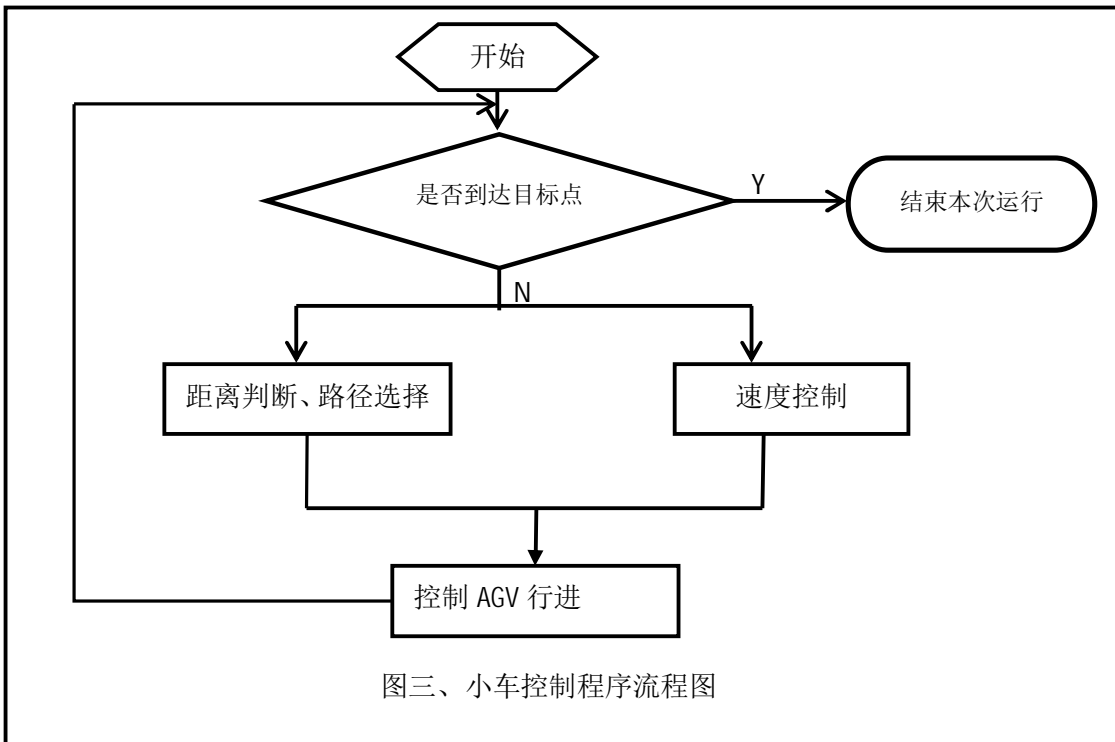 开始
是否到达目标点
Y
结束本次运行
N
距离判断、路径选择
速度控制
控制 AGV 行进
图三、小车控制程序流程图